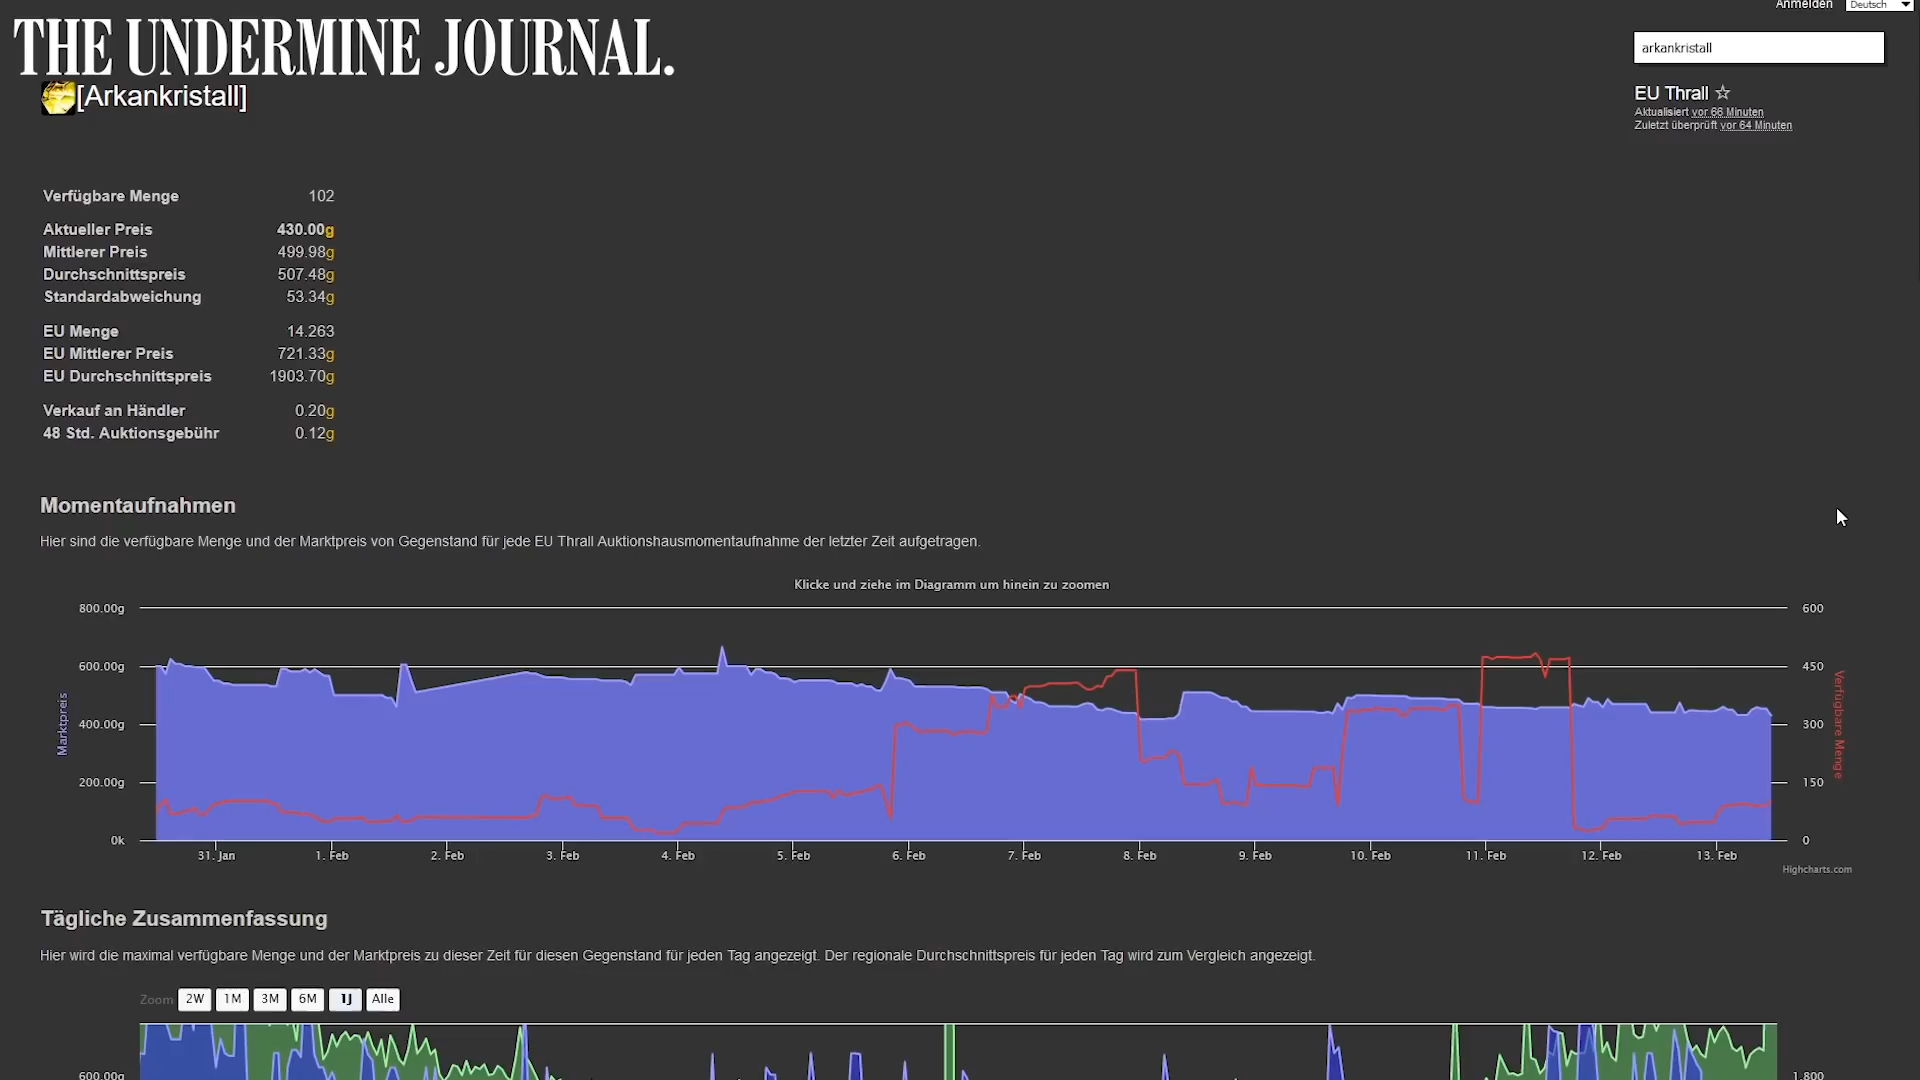 Anmelden Deutsch
THE UNDERMINE JOURNAL.
arkankristall
[Arkankristall]
EU Thrall ☆
Aktualisiert vor 66 Minuten
Zuletzt überprüft vor 64 Minuten
Verfügbare Menge 102
Aktueller Preis 430.00g
Mittlerer Preis 499.98g
Durchschnittspreis 507.48g
Standardabweichung 53.34g
EU Menge 14.263
EU Mittlerer Preis 721.33g
EU Durchschnittspreis 1903.70g
Verkauf an Händler 0.20g
48 Std. Auktionsgebühr 0.12g
Momentaufnahmen
Hier sind die verfügbare Menge und der Marktpreis von Gegenstand für jede EU Thrall Auktionshausmomentaufnahme der letzter Zeit aufgetragen.
Klicke und ziehe im Diagramm um hinein zu zoomen
800.00g 600
600.00g 450
400.00g 300
200.00g 150
0k 0
Marktpreis
Verfügbare Menge
31. Jan 1. Feb 2. Feb 3. Feb 4. Feb 5. Feb 6. Feb 7. Feb 8. Feb 9. Feb 10. Feb 11. Feb 12. Feb 13. Feb
Highcharts.com
Tägliche Zusammenfassung
Hier wird die maximal verfügbare Menge und der Marktpreis zu dieser Zeit für diesen Gegenstand für jeden Tag angezeigt. Der regionale Durchschnittspreis für jeden Tag wird zum Vergleich angezeigt.
Zoom 2W 1M 3M 6M 1J Alle
600.00g 1.800